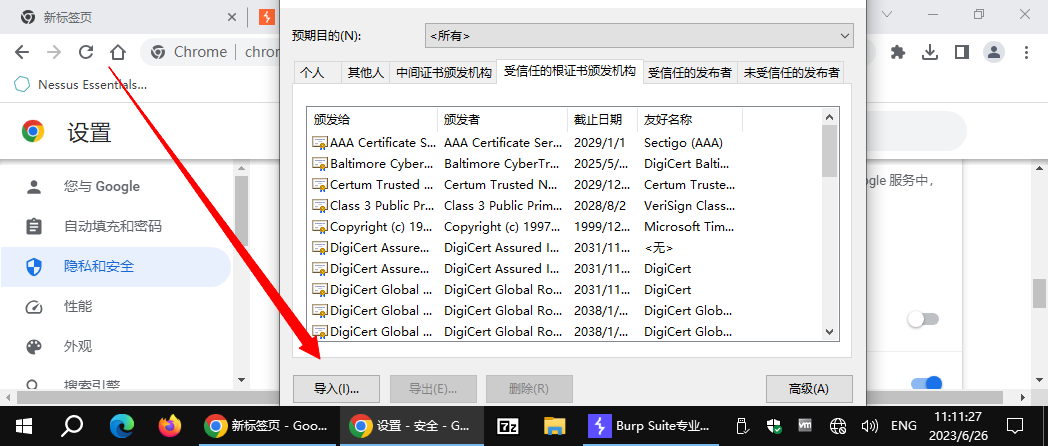 新标签页
预期目的(N):
<所有>
Chrome
chror
Nessus Essentials...
个人
其他人
中间证书颁发机构
受信任的根证书颁发机构
受信任的发布者
未受信任的发布者
设置
颁发给 颁发者 截止日期 友好名称
AAA Certificate S... AAA Certificate Ser... 2029/1/1 Sectigo (AAA)
Baltimore Cyber... Baltimore CyberTr... 2025/5/... DigiCert Balti...
Certum Trusted ... Certum Trusted N... 2029/12... Certum Truste...
Class 3 Public Pr... Class 3 Public Prim... 2028/8/2 VeriSign Class...
Copyright (c) 19... Copyright (c) 1997... 1999/12... Microsoft Tim...
DigiCert Assure... DigiCert Assured I... 2031/11... <无>
DigiCert Assure... DigiCert Assured I... 2031/11... DigiCert
DigiCert Global ... DigiCert Global Ro... 2031/11... DigiCert
DigiCert Global ... DigiCert Global Ro... 2038/1/... DigiCert Glob...
DigiCert Global ... DigiCert Global Ro... 2038/1/... DigiCert Glob...
您与 Google
自动填充和密码
隐私和安全
性能
外观
搜索引擎
gle 服务中，
导入(I)...
导出(E)...
删除(R)
高级(A)
新标签页 - Goo...
设置 - 安全 - G...
7z
Burp Suite专业...
vm
ENG
11:11:27
2023/6/26